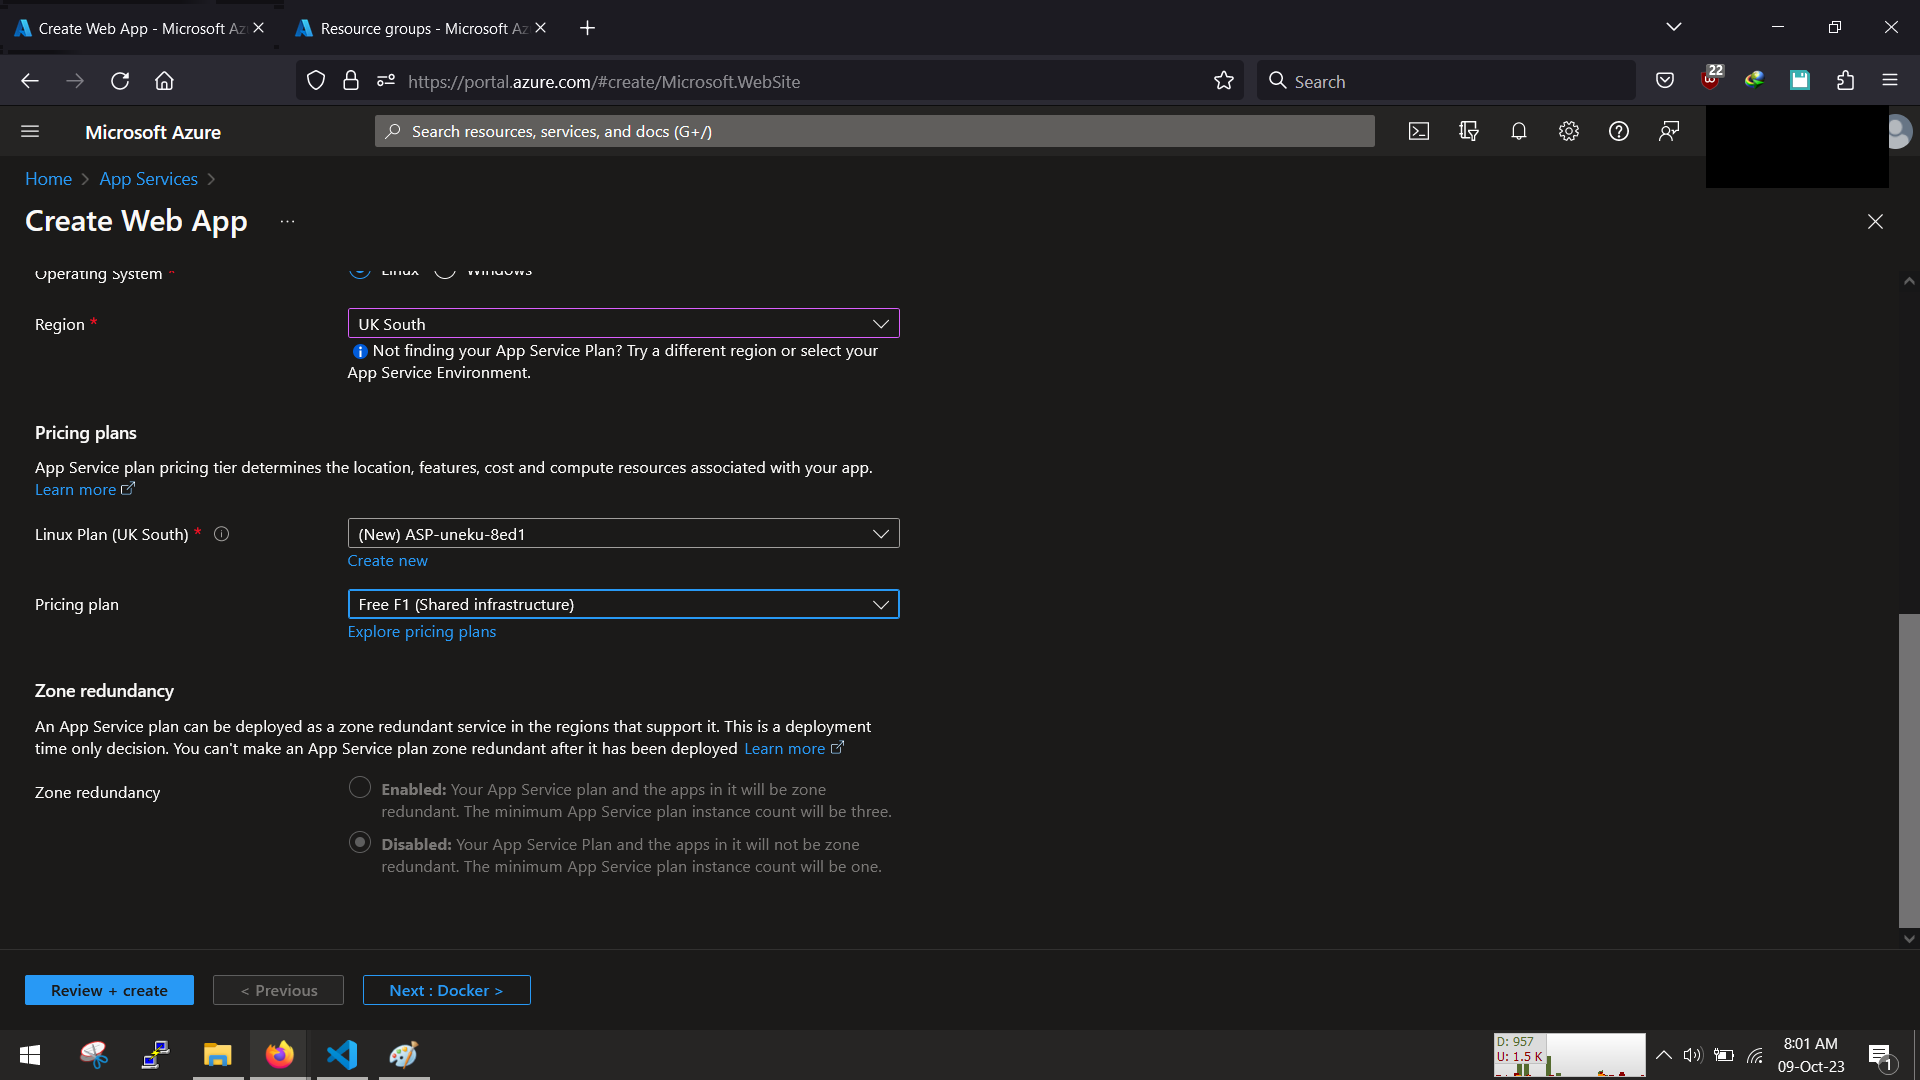 Create Web App - Microsoft Az
Resource groups - Microsoft Az
https://portal.azure.com/#create/Microsoft.WebSite
Search
22
Microsoft Azure
Search resources, services, and docs (G+/)
Home
App Services
Create Web App
...
Operating System *
Linux
Windows
Region *
UK South
Not finding your App Service Plan? Try a different region or select your
App Service Environment.
Pricing plans
App Service plan pricing tier determines the location, features, cost and compute resources associated with your app.
Learn more
Linux Plan (UK South) *
(New) ASP-uneku-8ed1
Create new
Pricing plan
Free F1 (Shared infrastructure)
Explore pricing plans
Zone redundancy
An App Service plan can be deployed as a zone redundant service in the regions that support it. This is a deployment
time only decision. You can't make an App Service plan zone redundant after it has been deployed Learn more
Zone redundancy
Enabled: Your App Service plan and the apps in it will be zone
redundant. The minimum App Service plan instance count will be three.
Disabled: Your App Service Plan and the apps in it will not be zone
redundant. The minimum App Service plan instance count will be one.
Review + create
< Previous
Next : Docker >
D: 957
U: 1.5 K
8:01 AM
09-Oct-23
1